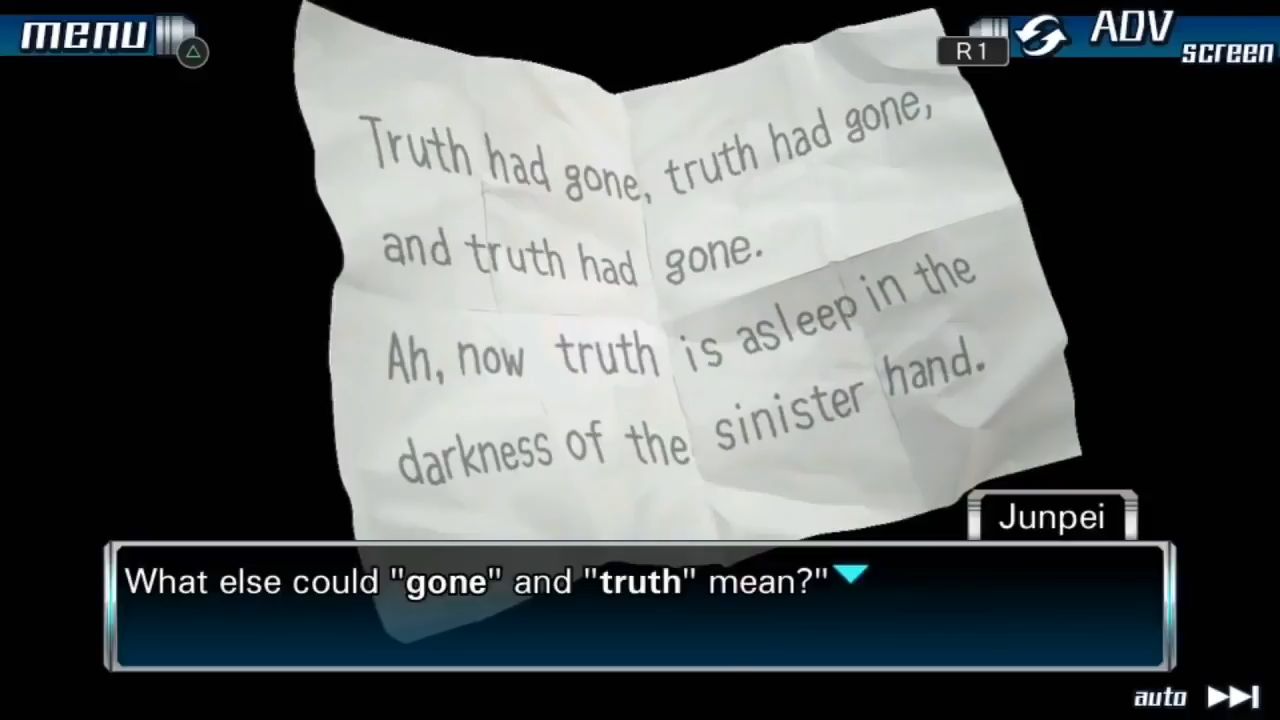 menu
△
R1
ADV
screen
Truth had gone, truth had gone,
and truth had gone.
Ah, now truth is asleep in the
darkness of the sinister hand.
Junpei
What else could "gone" and "truth" mean?"
auto